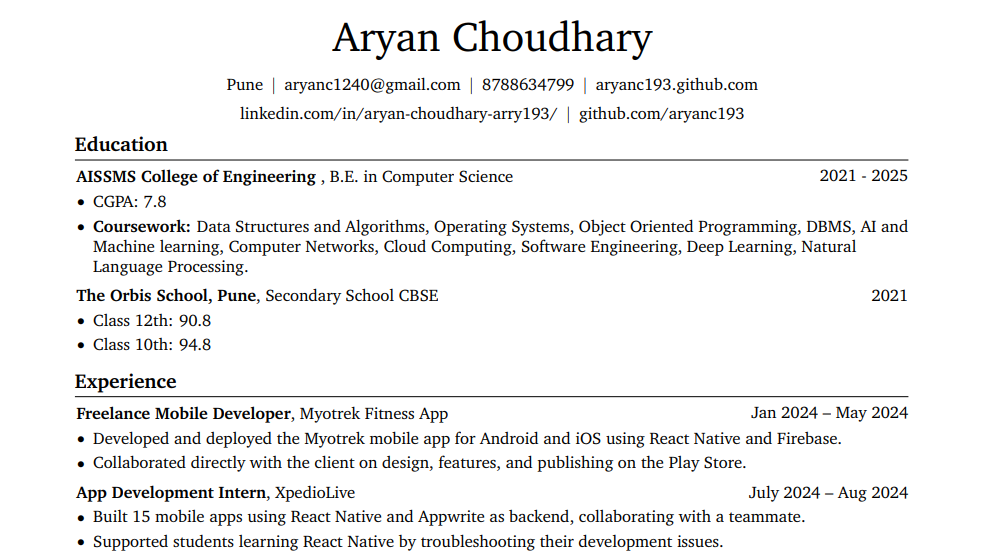 Aryan Choudhary
Pune | aryanc1240@gmail.com | 8788634799 | aryanc193.github.com
linkedin.com/in/aryan-choudhary-arry193/ | github.com/aryanc193
Education
AISSMS College of Engineering , B.E. in Computer Science 2021 - 2025
• CGPA: 7.8
• Coursework: Data Structures and Algorithms, Operating Systems, Object Oriented Programming, DBMS, AI and
Machine learning, Computer Networks, Cloud Computing, Software Engineering, Deep Learning, Natural
Language Processing.
The Orbis School, Pune, Secondary School CBSE 2021
• Class 12th: 90.8
• Class 10th: 94.8
Experience
Freelance Mobile Developer, Myotrek Fitness App Jan 2024 – May 2024
• Developed and deployed the Myotrek mobile app for Android and iOS using React Native and Firebase.
• Collaborated directly with the client on design, features, and publishing on the Play Store.
App Development Intern, XpedioLive July 2024 – Aug 2024
• Built 15 mobile apps using React Native and Appwrite as backend, collaborating with a teammate.
• Supported students learning React Native by troubleshooting their development issues.